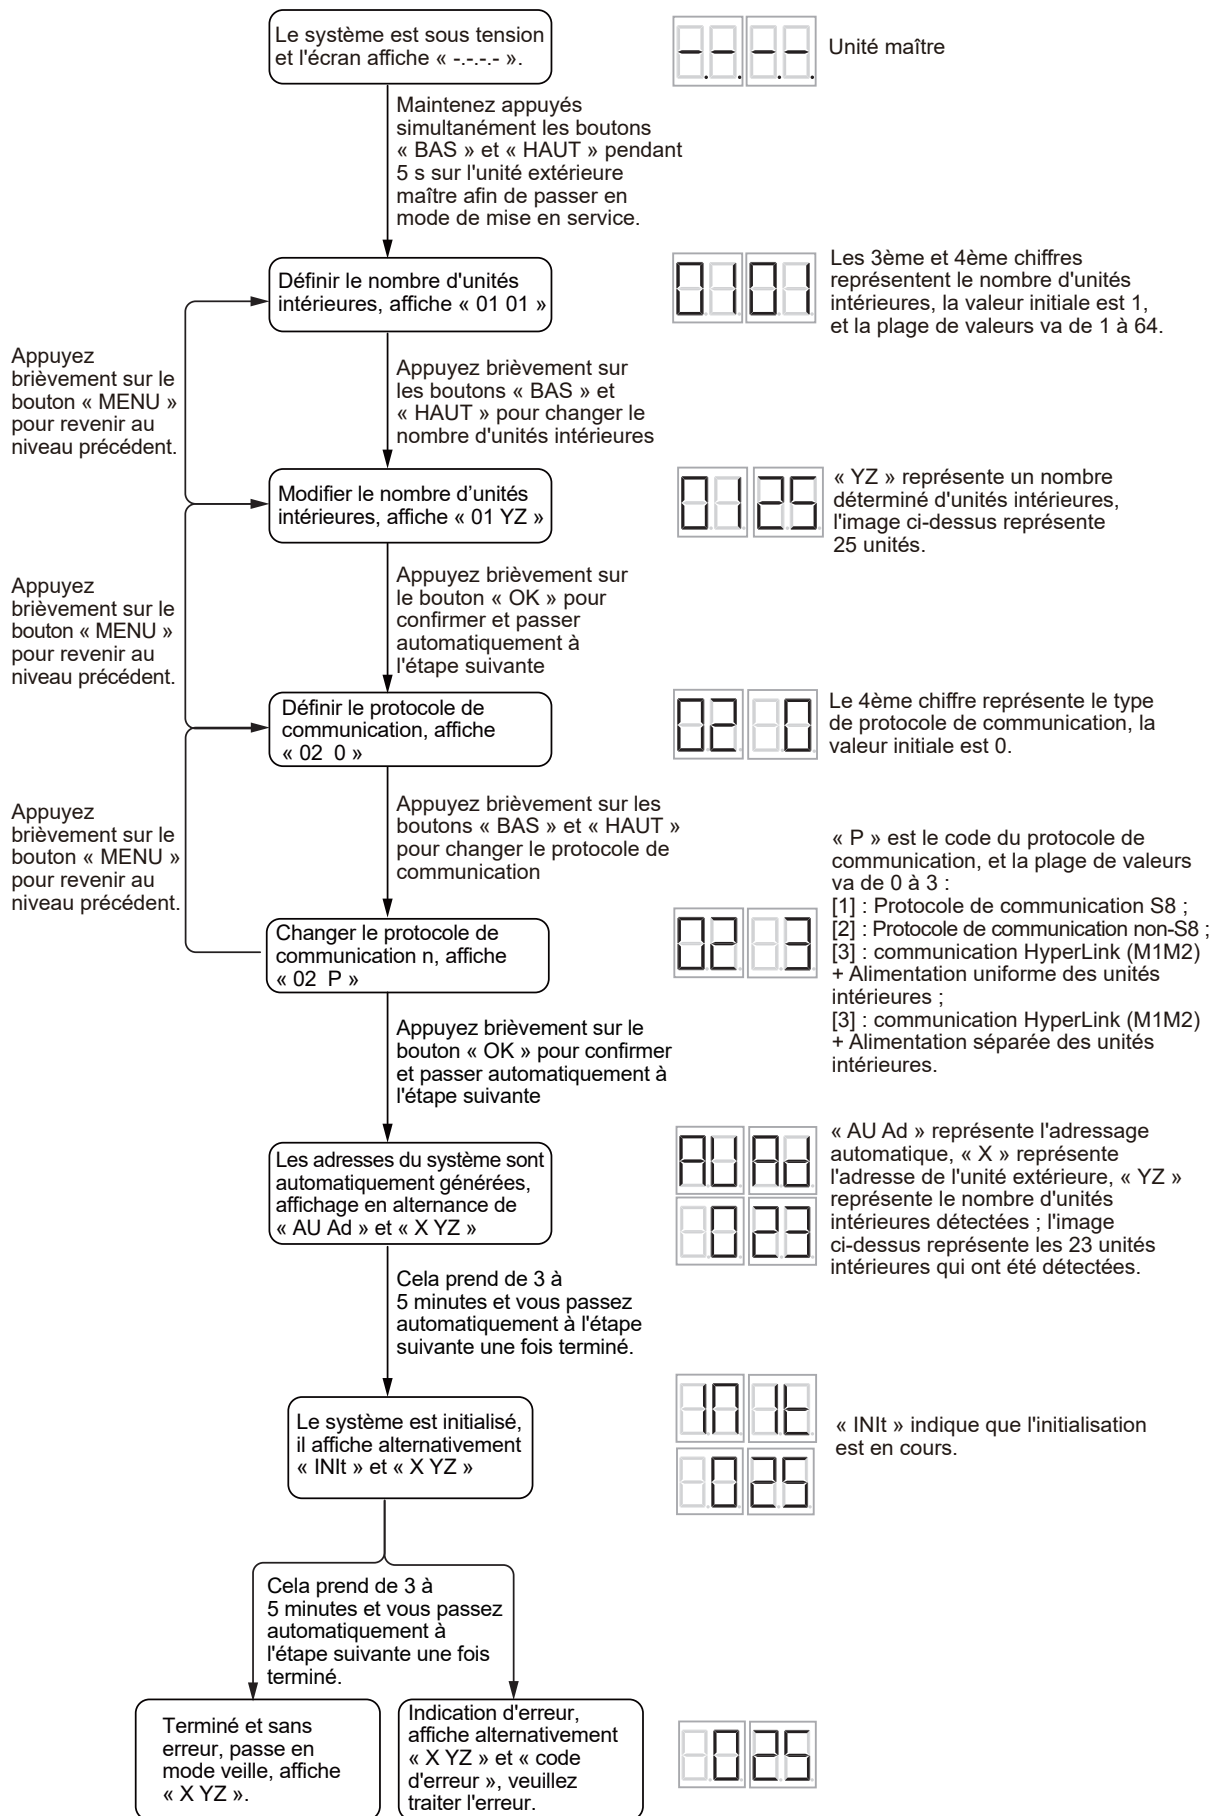 Le système est sous tension
et l'écran affiche « -.-.-.- ».
-.-.-.-.
Unité maître
Maintenez appuyés
simultanément les boutons
« BAS » et « HAUT » pendant
5 s sur l'unité extérieure
maître afin de passer en
mode de mise en service.
Définir le nombre d'unités
intérieures, affiche « 01 01 »
0101
Les 3ème et 4ème chiffres
représentent le nombre d'unités
intérieures, la valeur initiale est 1,
et la plage de valeurs va de 1 à 64.
Appuyez
brièvement sur le
bouton « MENU »
pour revenir au
niveau précédent.
Appuyez brièvement sur
les boutons « BAS » et
« HAUT » pour changer le
nombre d'unités intérieures
Modifier le nombre d’unités
intérieures, affiche « 01 YZ »
0125
« YZ » représente un nombre
déterminé d'unités intérieures,
l'image ci-dessus représente
25 unités.
Appuyez
brièvement sur le
bouton « MENU »
pour revenir au
niveau précédent.
Appuyez brièvement sur
le bouton « OK » pour
confirmer et passer
automatiquement à
l'étape suivante
Définir le protocole de
communication, affiche
« 02  0 »
02 0
Le 4ème chiffre représente le type
de protocole de communication, la
valeur initiale est 0.
Appuyez
brièvement sur le
bouton « MENU »
pour revenir au
niveau précédent.
Appuyez brièvement sur les
boutons « BAS » et « HAUT »
pour changer le protocole de
communication
Changer le protocole de
communication n, affiche
« 02  P »
02 3
« P » est le code du protocole de
communication, et la plage de valeurs
va de 0 à 3 :
[1] : Protocole de communication S8 ;
[2] : Protocole de communication non-S8 ;
[3] : communication HyperLink (M1M2)
+ Alimentation uniforme des unités
intérieures ;
[3] : communication HyperLink (M1M2)
+ Alimentation séparée des unités
intérieures.
Appuyez brièvement sur le
bouton « OK » pour confirmer
et passer automatiquement à
l'étape suivante
Les adresses du système sont
automatiquement générées,
affichage en alternance de
« AU Ad » et « X YZ »
AUAd
023
« AU Ad » représente l'adressage
automatique, « X » représente
l'adresse de l'unité extérieure, « YZ »
représente le nombre d'unités
intérieures détectées ; l'image
ci-dessus représente les 23 unités
intérieures qui ont été détectées.
Cela prend de 3 à
5 minutes et vous passez
automatiquement à l'étape
suivante une fois terminé.
Le système est initialisé,
il affiche alternativement
« INIt » et « X YZ »
INIt
025
« INIt » indique que l'initialisation
est en cours.
Cela prend de 3 à
5 minutes et vous passez
automatiquement à
l'étape suivante une fois
terminé.
Terminé et sans
erreur, passe en
mode veille, affiche
« X YZ ».
Indication d'erreur,
affiche alternativement
« X YZ » et « code
d'erreur », veuillez
traiter l'erreur.
025